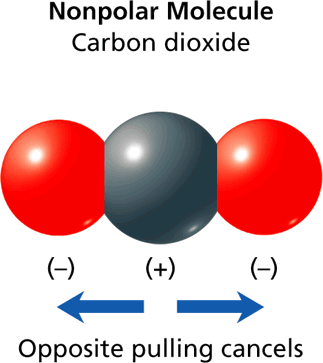 Nonpolar Molecule
Carbon dioxide
(–) (+) (–)
Opposite pulling cancels